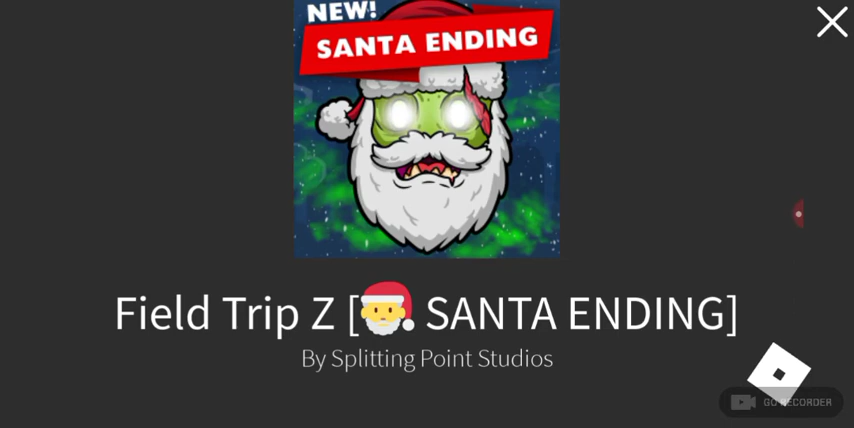 NEW!
SANTA ENDING
Field Trip Z [🎅 SANTA ENDING]
By Splitting Point Studios
GO RECORDER